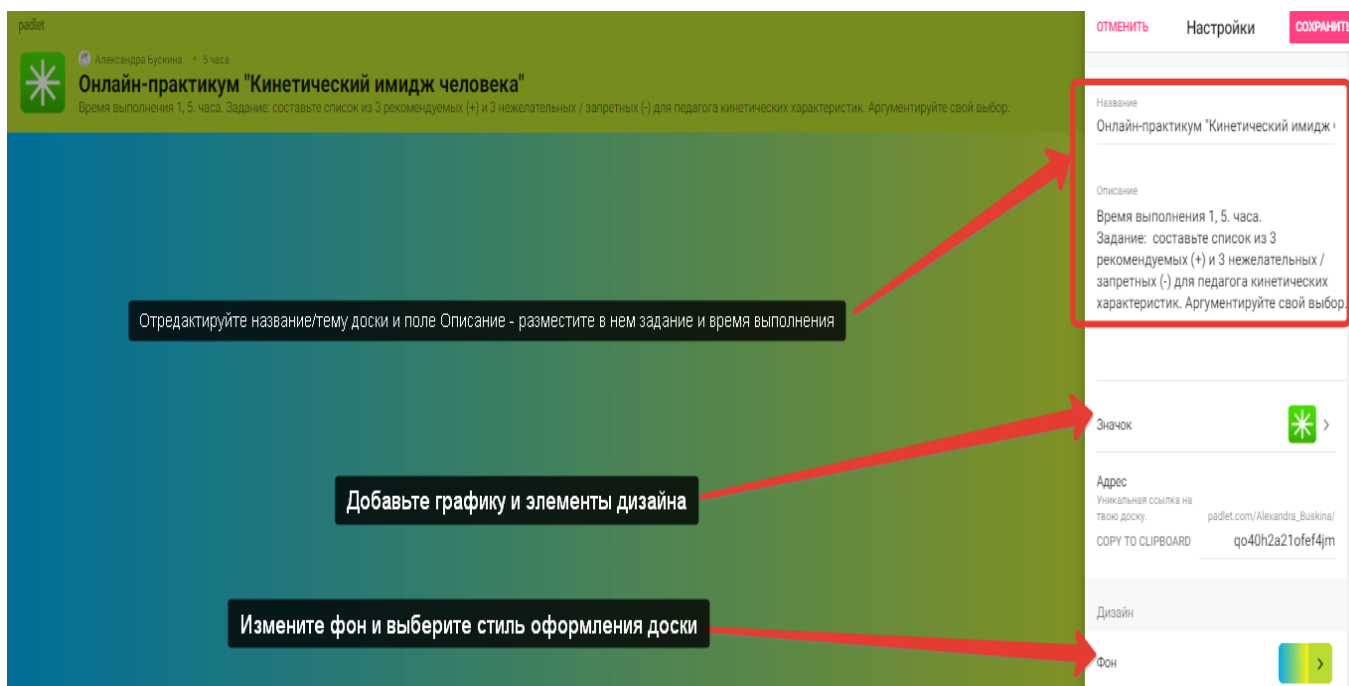 padlet
Александра Бускина • 5 часа
Онлайн-практикум "Кинетический имидж человека"
Время выполнения 1, 5. часа. Задание: составьте список из 3 рекомендуемых (+) и 3 нежелательных / запретных (-) для педагога кинетических характеристик. Аргументируйте свой выбор.
Отредактируйте название/тему доски и поле Описание - разместите в нем задание и время выполнения
Добавьте графику и элементы дизайна
Измените фон и выберите стиль оформления доски
ОТМЕНИТЬ Настройки СОХРАНИТЬ
Название
Онлайн-практикум "Кинетический имидж
Описание
Время выполнения 1, 5. часа.
Задание: составьте список из 3
рекомендуемых (+) и 3 нежелательных /
запретных (-) для педагога кинетических
характеристик. Аргументируйте свой выбор.
Значок
Адрес
Уникальная ссылка на
твою доску. padlet.com/Alexandra_Buskina/
COPY TO CLIPBOARD qo40h2a21ofef4jm
Дизайн
Фон